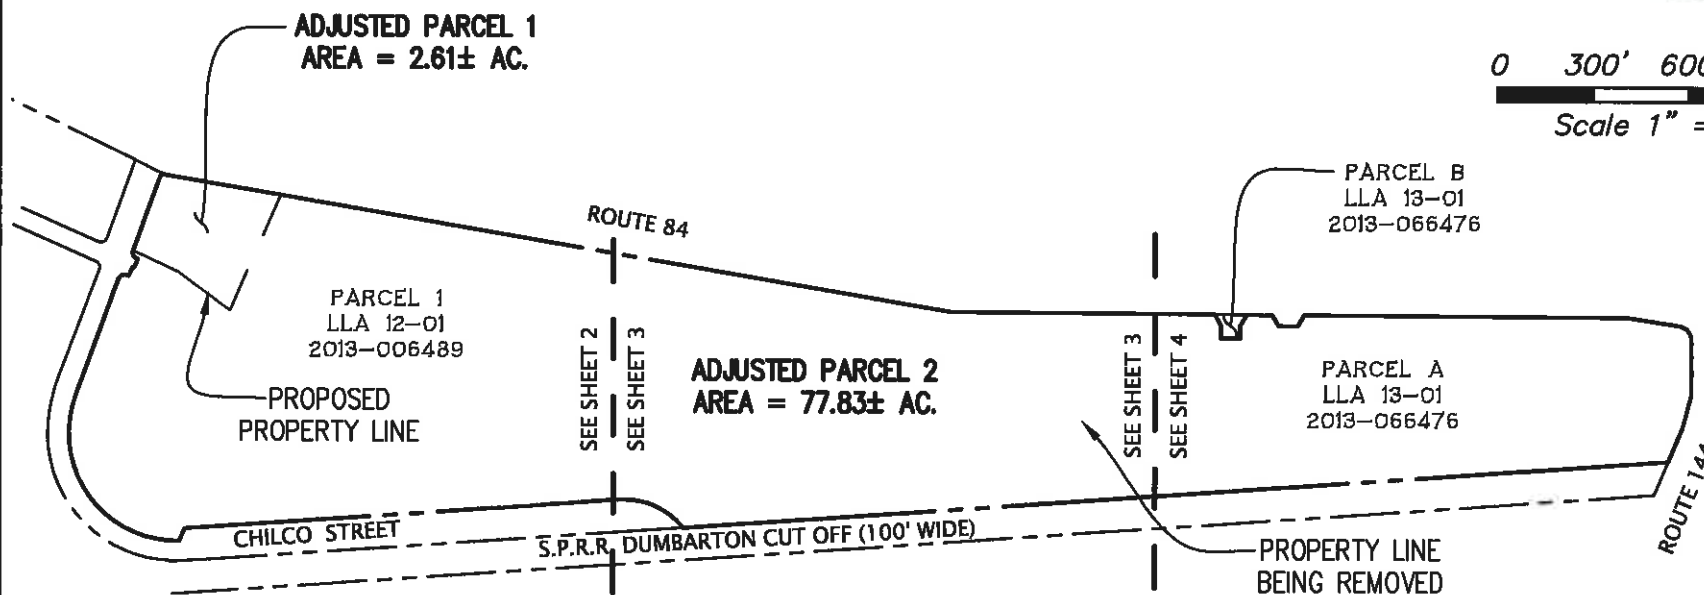 ADJUSTED PARCEL 1
AREA = 2.61± AC.
0 300' 600
Scale 1" =
PARCEL B
LLA 13-01
2013-066476
ROUTE 84
PARCEL 1
LLA 12-01
2013-006489
SEE SHEET 2
SEE SHEET 3
ADJUSTED PARCEL 2
AREA = 77.83± AC.
SEE SHEET 3
SEE SHEET 4
PARCEL A
LLA 13-01
2013-066476
PROPOSED
PROPERTY LINE
CHILCO STREET
S.P.R.R. DUMBARTON CUT OFF (100' WIDE)
PROPERTY LINE
BEING REMOVED
ROUTE 144